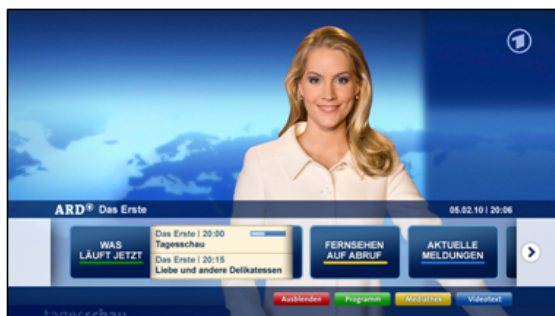 1
ARD Das Erste
05.02.10 | 20:06
WAS
LÄUFT JETZT
Das Erste | 20:00
Tagesschau
Das Erste | 20:15
Liebe und andere Delikatessen
FERNSEHEN
AUF ABRUF
AKTUELLE
MELDUNGEN
Ausblenden
Programm
Mediathek
Videotext
tagesschau